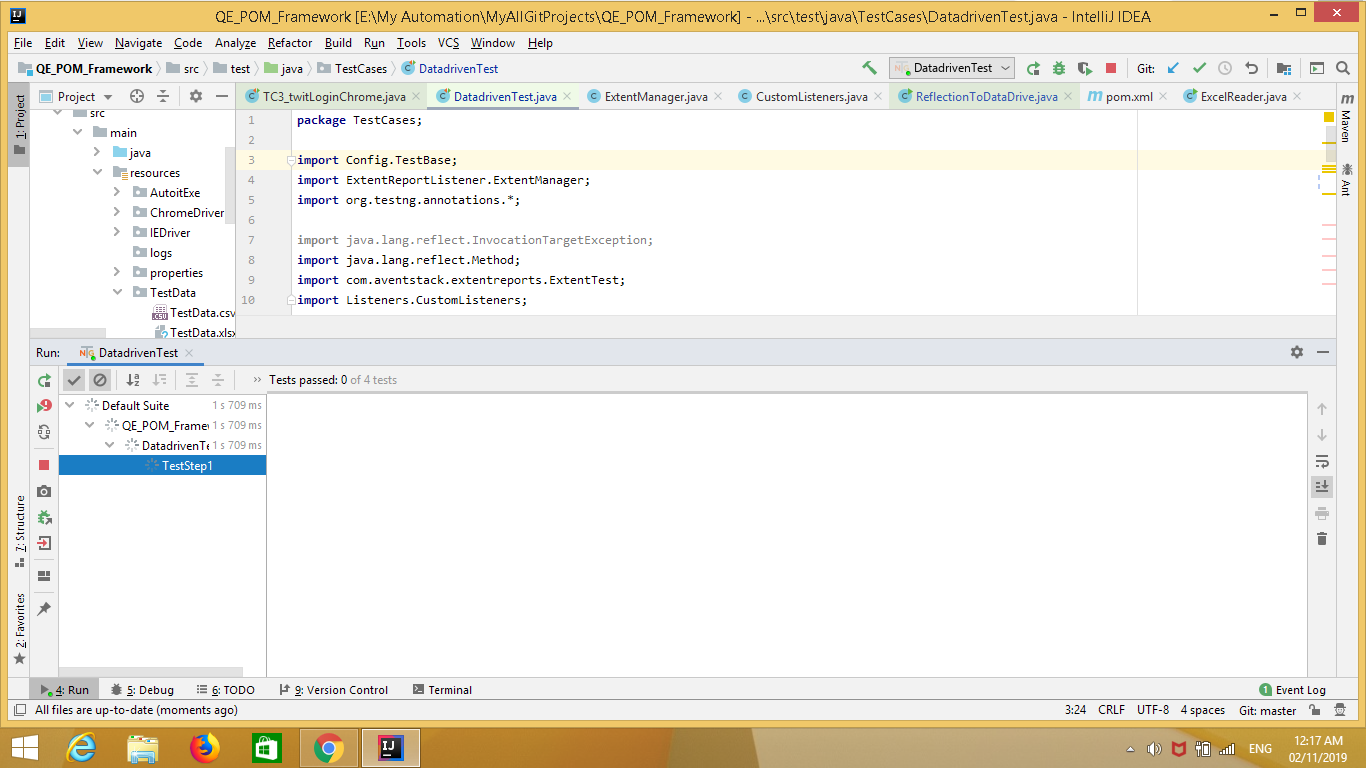 QE_POM_Framework [E:\My Automation\MyAllGitProjects\QE_POM_Framework] - ...\src\test\java\TestCases\DatadrivenTest.java - IntelliJ IDEA
File Edit View Navigate Code Analyze Refactor Build Run Tools VCS Window Help
QE_POM_Framework src test java TestCases DatadrivenTest DatadrivenTest Git:
1: Project
Project
TC3_twitLoginChrome.java DatadrivenTest.java ExtentManager.java CustomListeners.java ReflectionToDataDrive.java pom.xml ExcelReader.java
src
main
java
resources
AutoitExe
ChromeDriver
IEDriver
logs
properties
TestData
TestData.csv
TestData.xlsx
1 package TestCases;
2
3 import Config.TestBase;
4 import ExtentReportListener.ExtentManager;
5 import org.testng.annotations.*;
6
7 import java.lang.reflect.InvocationTargetException;
8 import java.lang.reflect.Method;
9 import com.aventstack.extentreports.ExtentTest;
10 import Listeners.CustomListeners;
Maven
Ant
Run: DatadrivenTest
Tests passed: 0 of 4 tests
Default Suite 1 s 709 ms
QE_POM_Framew 1 s 709 ms
DatadrivenTe 1 s 709 ms
TestStep1
7: Structure
2: Favorites
4: Run 5: Debug 6: TODO 9: Version Control Terminal 1 Event Log
All files are up-to-date (moments ago) 3:24 CRLF UTF-8 4 spaces Git: master
ENG
12:17 AM
02/11/2019